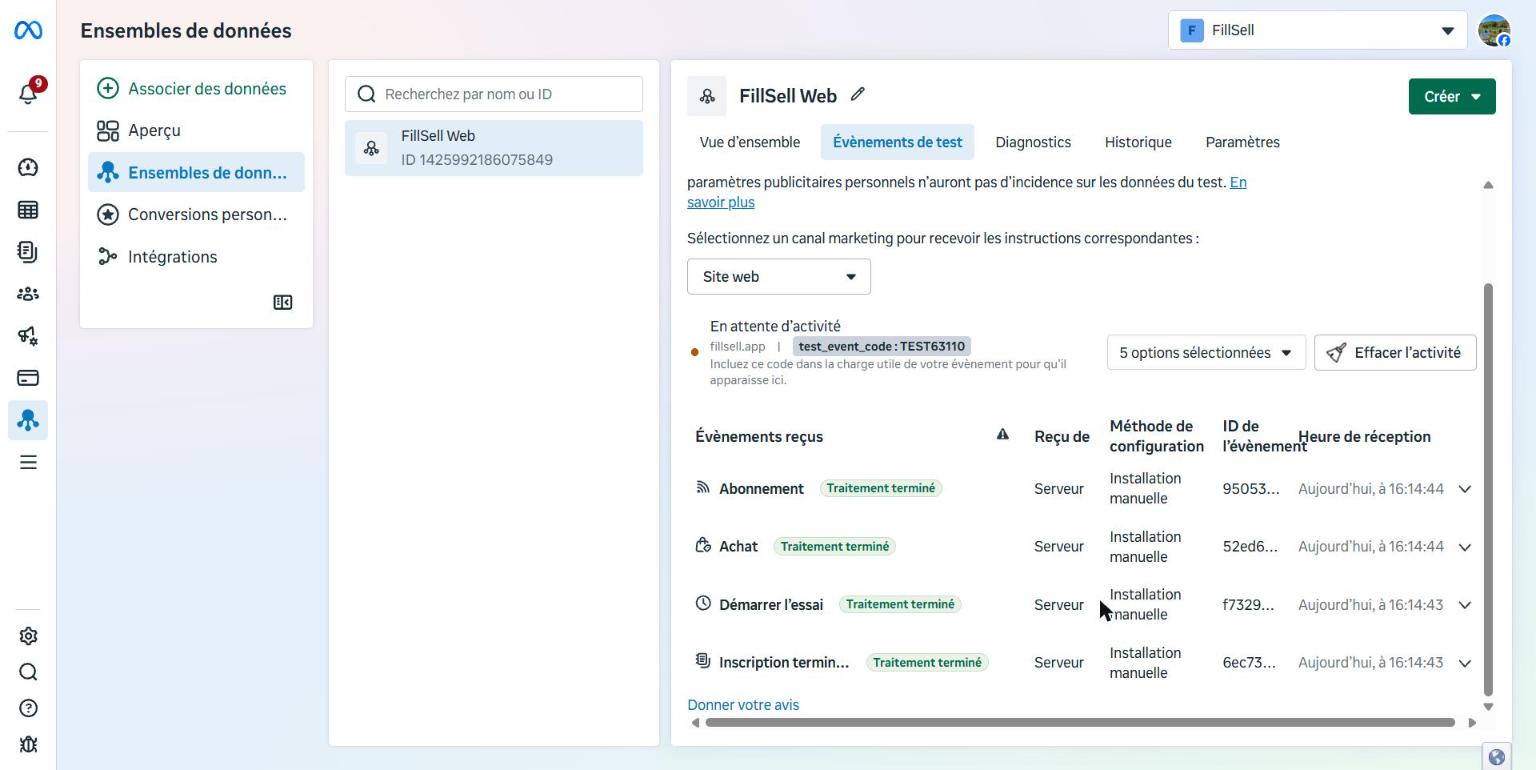 Ensembles de données
F FillSell
9
Associer des données
Aperçu
Ensembles de donn...
Conversions person...
Intégrations
Recherchez par nom ou ID
FillSell Web
ID 1425992186075849
FillSell Web
Créer
Vue d'ensemble
Évènements de test
Diagnostics
Historique
Paramètres
paramètres publicitaires personnels n'auront pas d'incidence sur les données du test. En
savoir plus
Sélectionnez un canal marketing pour recevoir les instructions correspondantes :
Site web
En attente d'activité
fillsell.app | test_event_code : TEST63110
Incluez ce code dans la charge utile de votre évènement pour qu'il
apparaisse ici.
5 options sélectionnées
Effacer l'activité
Évènements reçus
Reçu de
Méthode de
configuration
ID de
l'évènement
Heure de réception
Abonnement Traitement terminé Serveur Installation
manuelle 95053... Aujourd'hui, à 16:14:44
Achat Traitement terminé Serveur Installation
manuelle 52ed6... Aujourd'hui, à 16:14:44
Démarrer l'essai Traitement terminé Serveur Installation
manuelle f7329... Aujourd'hui, à 16:14:43
Inscription termin... Traitement terminé Serveur Installation
manuelle 6ec73... Aujourd'hui, à 16:14:43
Donner votre avis